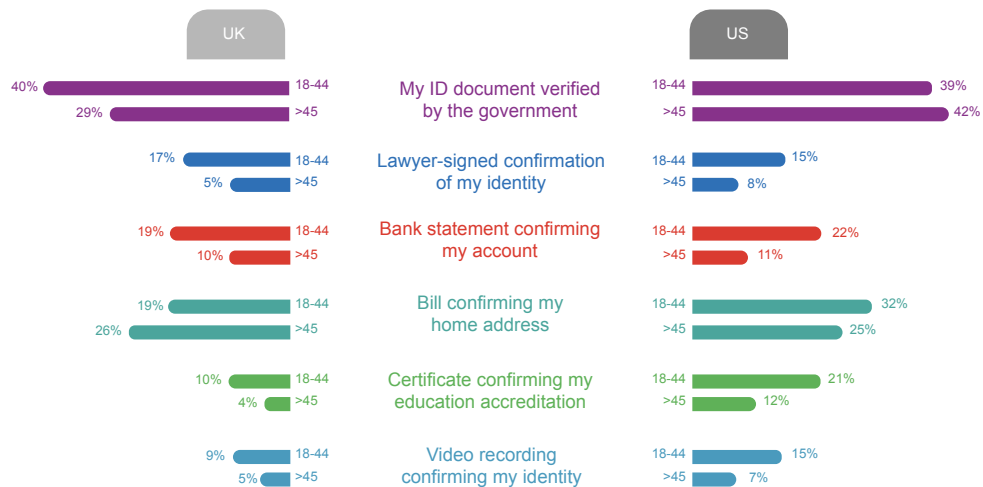 UK
US
40% 18-44 My ID document verified 18-44 39%
29% >45 by the government >45 42%
17% 18-44 Lawyer-signed confirmation 18-44 15%
5% >45 of my identity >45 8%
19% 18-44 Bank statement confirming 18-44 22%
10% >45 my account >45 11%
19% 18-44 Bill confirming my 18-44 32%
26% >45 home address >45 25%
10% 18-44 Certificate confirming my 18-44 21%
4% >45 education accreditation >45 12%
9% 18-44 Video recording 18-44 15%
5% >45 confirming my identity >45 7%